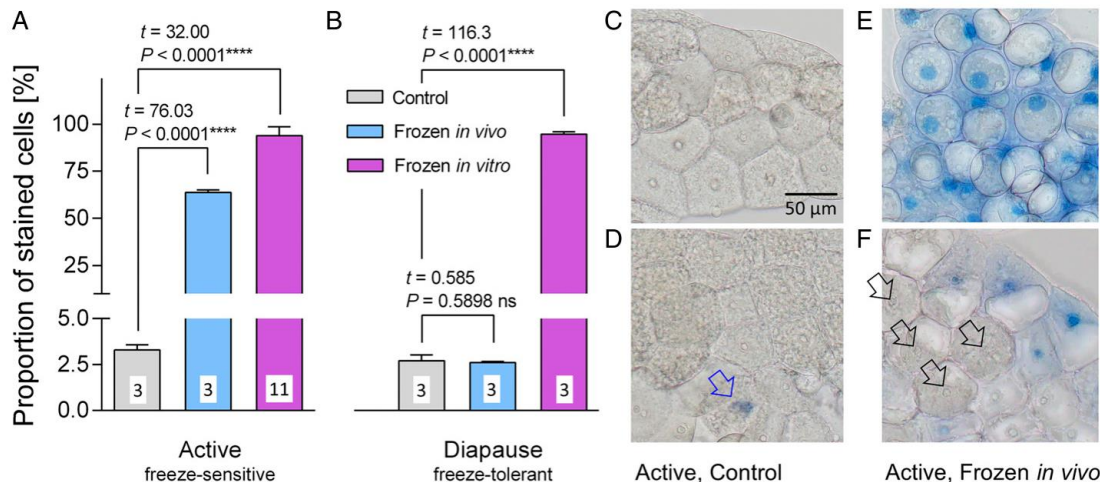 A
B
C
E
t = 32.00
P < 0.0001****
t = 76.03
P < 0.0001****
t = 116.3
P < 0.0001****
Control
Frozen in vivo
Frozen in vitro
Proportion of stained cells [%]
100
75
50
25
5.0
2.5
0.0
t = 0.585
P = 0.5898 ns
3
3
11
3
3
3
Active
freeze-sensitive
Diapause
freeze-tolerant
50 µm
D
F
Active, Control
Active, Frozen in vivo